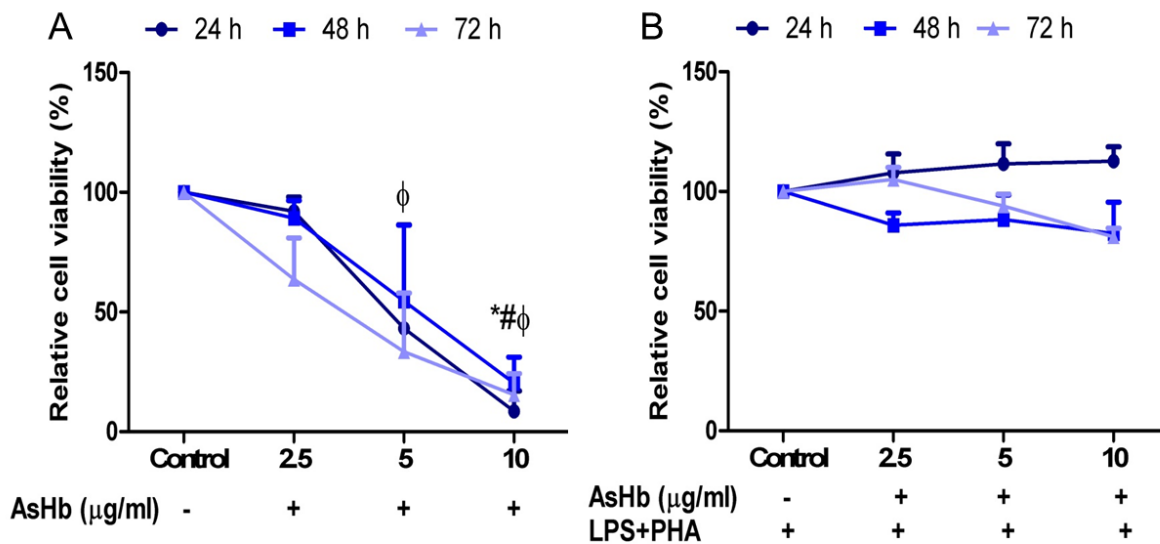 A
24 h 48 h 72 h
Relative cell viability (%)
150
100
50
0
ϕ
*#ϕ
Control 2.5 5 10
AsHb (μg/ml) - + + +
B
24 h 48 h 72 h
Relative cell viability (%)
150
100
50
0
Control 2.5 5 10
AsHb (μg/ml) - + + +
LPS+PHA + + + +